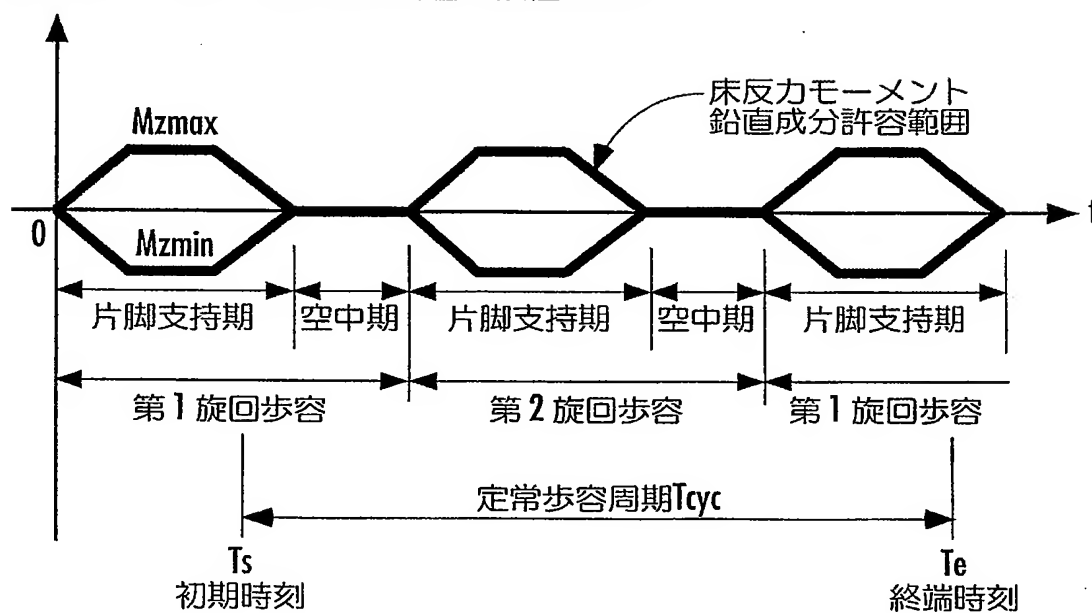 床反力モーメント
鉛直成分許容範囲
Mzmax
0
t
Mzmin
片脚支持期 空中期 片脚支持期 空中期 片脚支持期
第1旋回歩容 第2旋回歩容 第1旋回歩容
定常歩容周期Tcyc
Ts Te
初期時刻 終端時刻